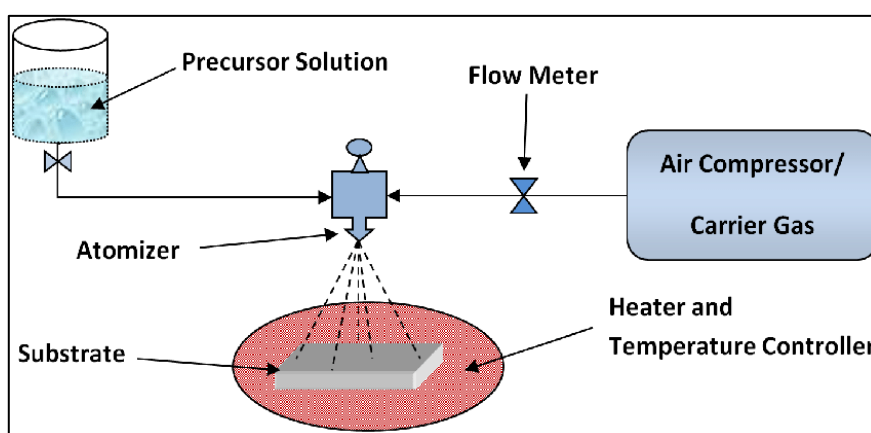 Precursor Solution
Flow Meter
Air Compressor/
Carrier Gas
Atomizer
Heater and
Temperature Controller
Substrate